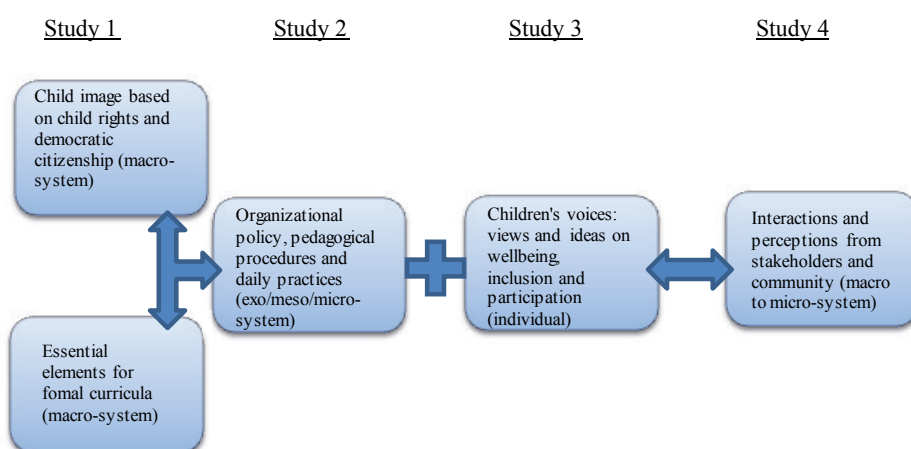 Study 1
Study 2
Study 3
Study 4
Child image based
on child rights and
democratic
citizenship (macro-
system)
Essential
elements for
fomal curricula
(macro-system)
Organizational
policy, pedagogical
procedures and
daily practices
(exo/meso/micro-
system)
Children's voices:
views and ideas on
wellbeing,
inclusion and
participation
(individual)
Interactions and
perceptions from
stakeholders and
community (macro
to micro-system)